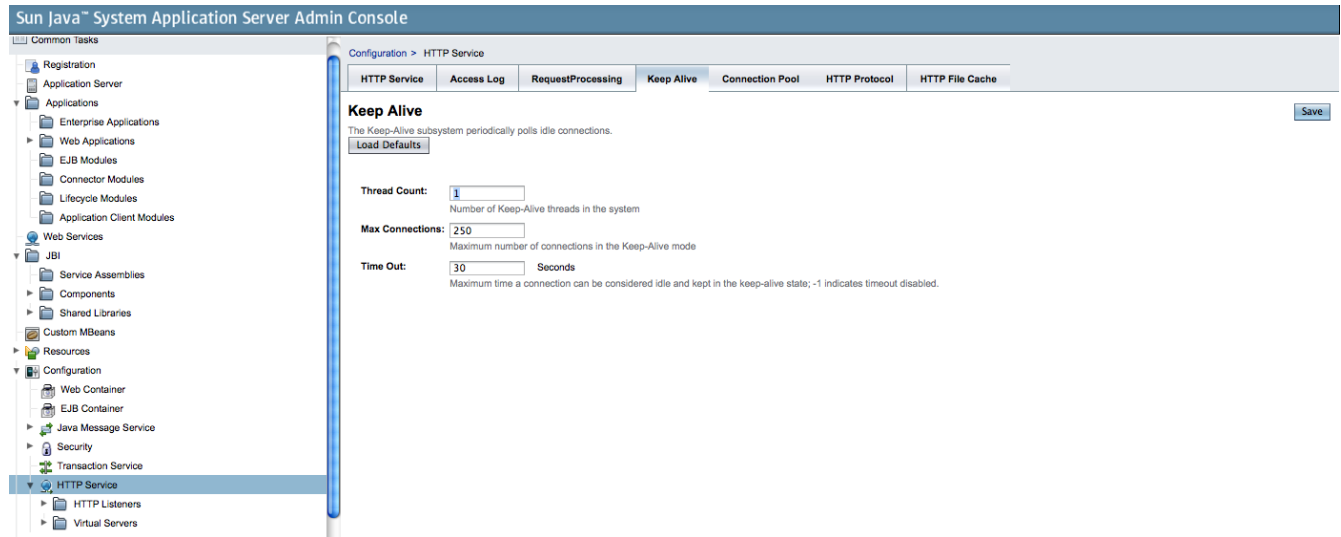 Sun Java™ System Application Server Admin Console
Common Tasks
Registration
Application Server
Applications
Enterprise Applications
Web Applications
EJB Modules
Connector Modules
Lifecycle Modules
Application Client Modules
Web Services
JBI
Service Assemblies
Components
Shared Libraries
Custom MBeans
Resources
Configuration
Web Container
EJB Container
Java Message Service
Security
Transaction Service
HTTP Service
HTTP Listeners
Virtual Servers
Configuration > HTTP Service
HTTP Service Access Log RequestProcessing Keep Alive Connection Pool HTTP Protocol HTTP File Cache
Keep Alive Save
The Keep-Alive subsystem periodically polls idle connections.
Load Defaults
Thread Count: 1
Number of Keep-Alive threads in the system
Max Connections: 250
Maximum number of connections in the Keep-Alive mode
Time Out: 30 Seconds
Maximum time a connection can be considered idle and kept in the keep-alive state; -1 indicates timeout disabled.